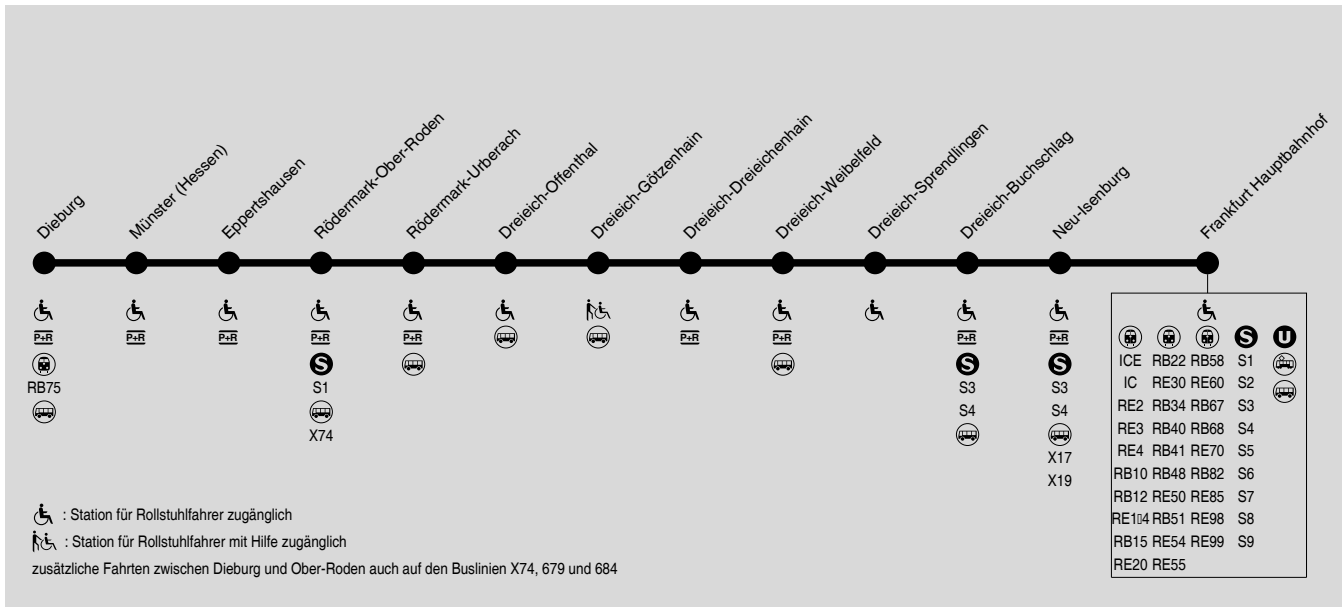 Dieburg
Münster (Hessen)
Eppertshausen
Rödermark-Ober-Roden
Rödermark-Urberach
Dreieich-Offenthal
Dreieich-Götzenhain
Dreieich-Dreieichenhain
Dreieich-Weibelfeld
Dreieich-Sprendlingen
Dreieich-Buchschlag
Neu-Isenburg
Frankfurt Hauptbahnhof
P+R
RB75
P+R
P+R
P+R
S
S1
X74
P+R
P+R
P+R
P+R
S
S3
S4
P+R
S
S3
S4
X17
X19
S U
ICE RB22 RB58 S1
IC RE30 RE60 S2
RE2 RB34 RB67 S3
RE3 RB40 RB68 S4
RE4 RB41 RE70 S5
RB10 RB48 RB82 S6
RB12 RE50 RE85 S7
RE1▯4 RB51 RE98 S8
RB15 RE54 RE99 S9
RE20 RE55
: Station für Rollstuhlfahrer zugänglich
: Station für Rollstuhlfahrer mit Hilfe zugänglich
zusätzliche Fahrten zwischen Dieburg und Ober-Roden auch auf den Buslinien X74, 679 und 684